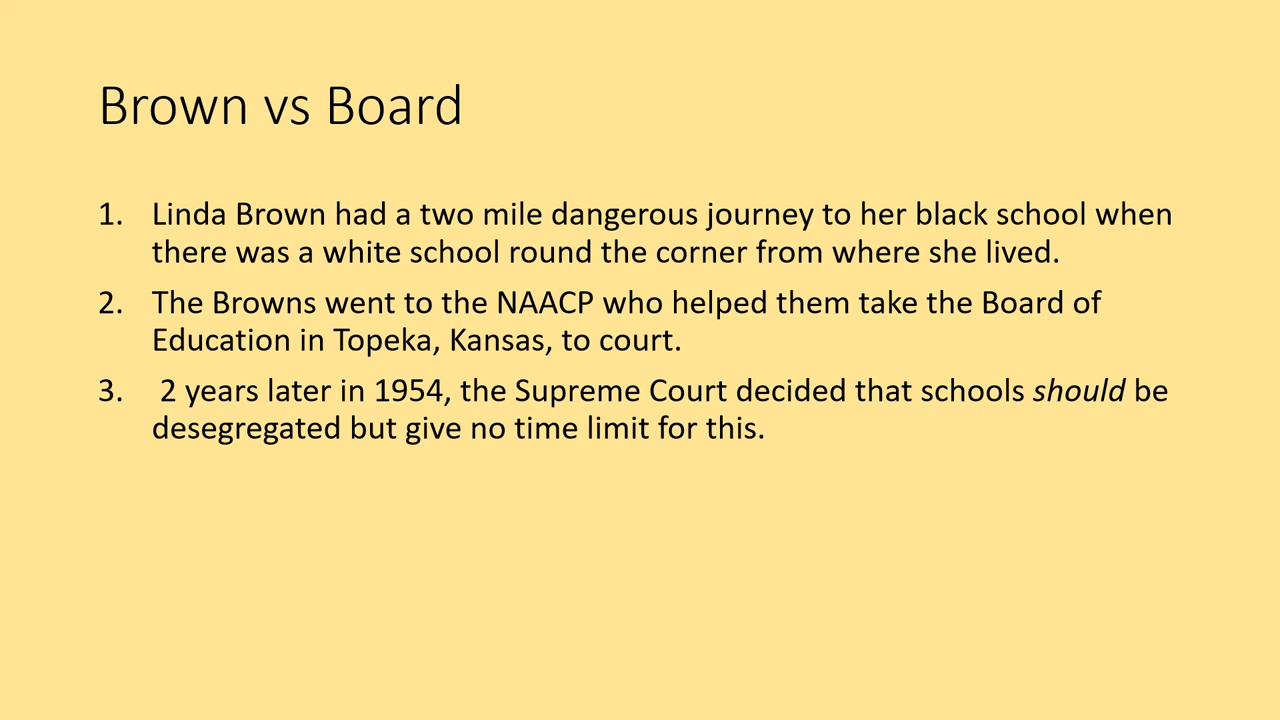 Brown vs Board
1. Linda Brown had a two mile dangerous journey to her black school when
there was a white school round the corner from where she lived.
2. The Browns went to the NAACP who helped them take the Board of
Education in Topeka, Kansas, to court.
3. 2 years later in 1954, the Supreme Court decided that schools should be
desegregated but give no time limit for this.